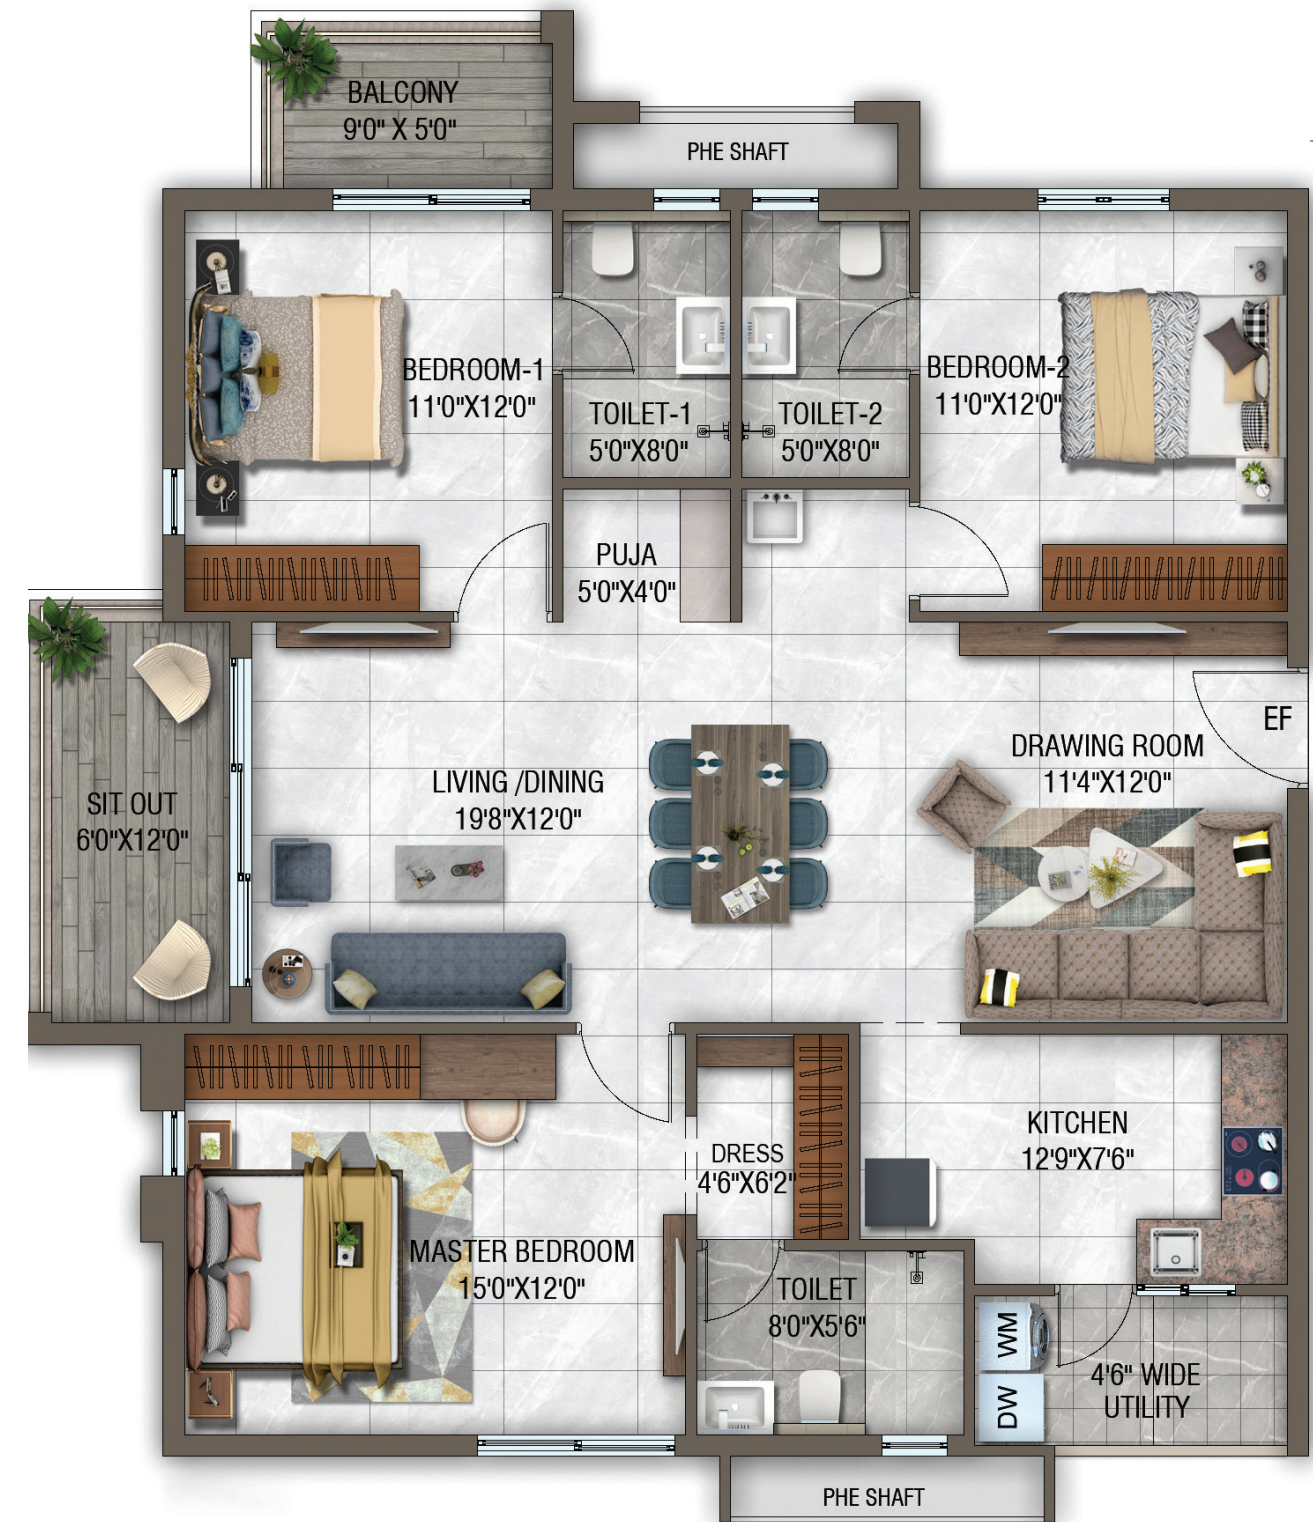 BALCONY
9'0" X 5'0"
PHE SHAFT
BEDROOM-1
11'0"X12'0"
TOILET-1
5'0"X8'0"
TOILET-2
5'0"X8'0"
BEDROOM-2
11'0"X12'0"
PUJA
5'0"X4'0"
EF
DRAWING ROOM
11'4"X12'0"
LIVING /DINING
19'8"X12'0"
SIT OUT
6'0"X12'0"
KITCHEN
12'9"X7'6"
DRESS
4'6"X6'2"
MASTER BEDROOM
15'0"X12'0"
TOILET
8'0"X5'6"
WM
DW
4'6" WIDE
UTILITY
PHE SHAFT